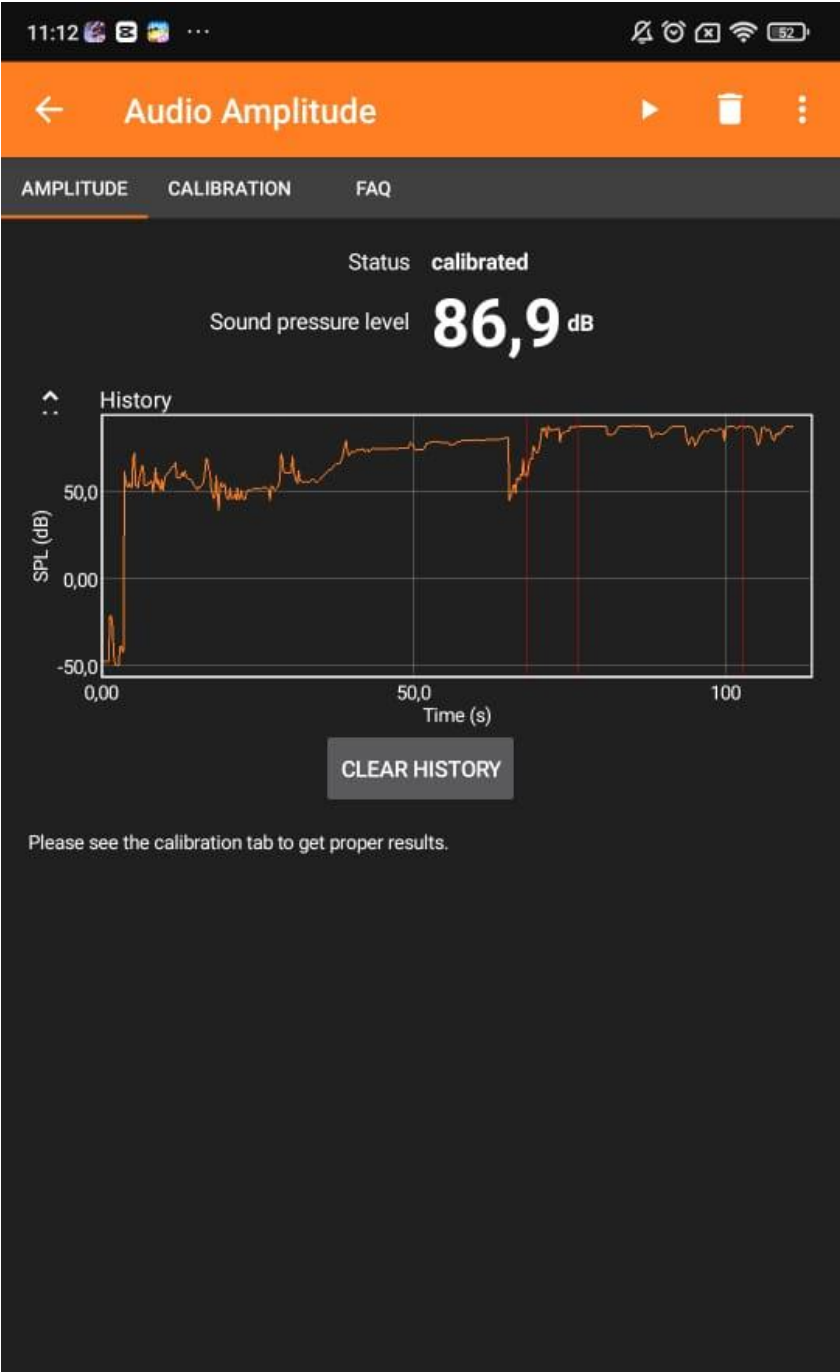 11:12 ... 52
Audio Amplitude
AMPLITUDE CALIBRATION FAQ
Status calibrated
Sound pressure level 86,9 dB
History
50,0
SPL (dB)
0,00
-50,0
0,00 50,0 100
Time (s)
CLEAR HISTORY
Please see the calibration tab to get proper results.